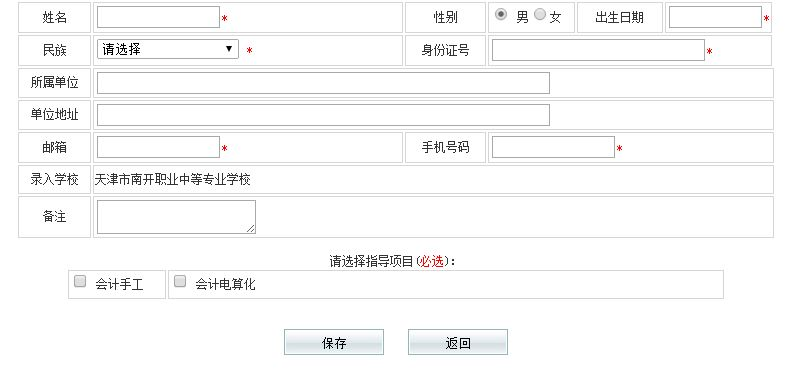 姓名 * 性别 男 女 出生日期 *
民族 请选择 * 身份证号 *
所属单位
单位地址
邮箱 * 手机号码 *
录入学校 天津市南开职业中等专业学校
备注
请选择指导项目(必选):
会计手工 会计电算化
保存 返回